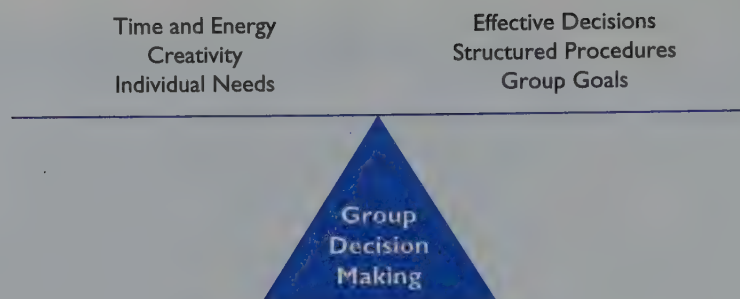 Time and Energy
Creativity
Individual Needs
Effective Decisions
Structured Procedures
Group Goals
Group
Decision
Making